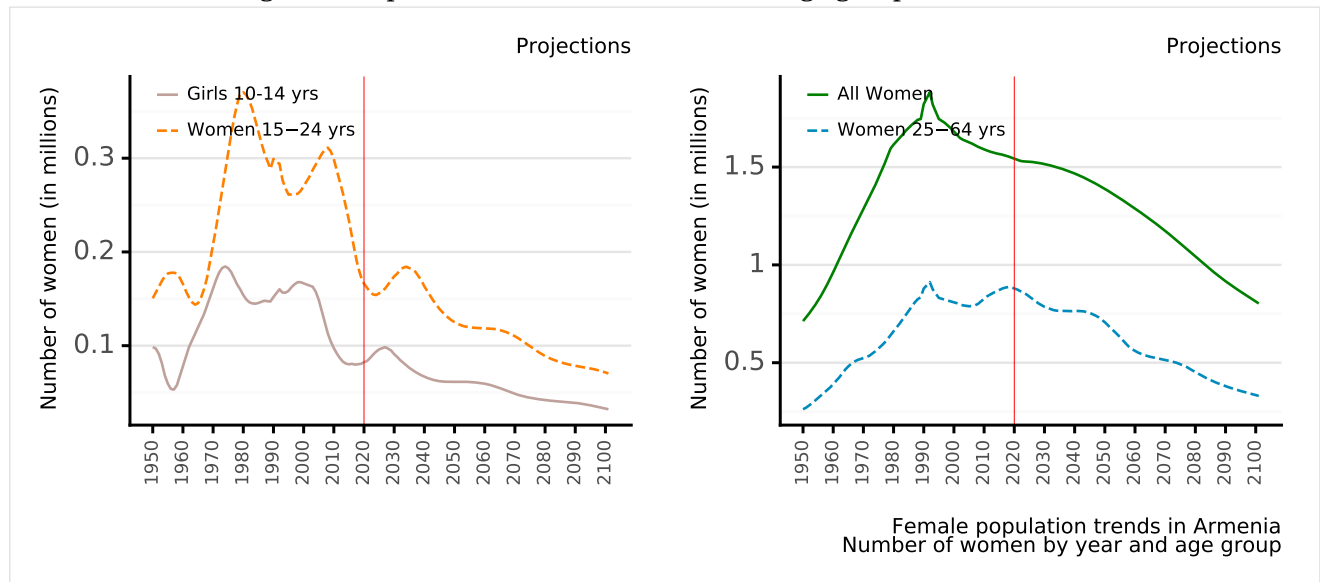 Projections
Number of women (in millions)
Girls 10-14 yrs
Women 15−24 yrs
0.3
0.2
0.1
1950 1960 1970 1980 1990 2000 2010 2020 2030 2040 2050 2060 2070 2080 2090 2100
Projections
Number of women (in millions)
All Women
Women 25−64 yrs
1.5
1
0.5
1950 1960 1970 1980 1990 2000 2010 2020 2030 2040 2050 2060 2070 2080 2090 2100
Female population trends in Armenia
Number of women by year and age group